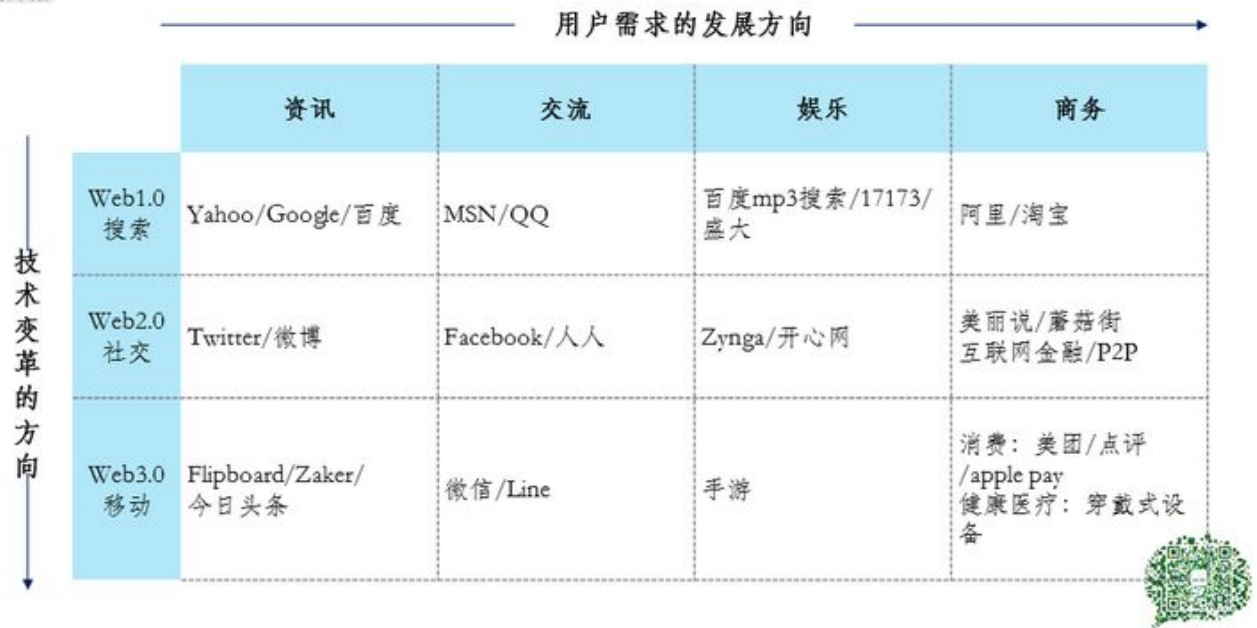 用户需求的发展方向
资讯
交流
娱乐
商务
技术变革的方向
Web1.0
搜索
Yahoo/Google/百度
MSN/QQ
百度mp3搜索/17173/
盛大
阿里/淘宝
Web2.0
社交
Twitter/微博
Facebook/人人
Zynga/开心网
美丽说/蘑菇街
互联网金融/P2P
Web3.0
移动
Flipboard/Zaker/
今日头条
微信/Line
手游
消费：美团/点评
/apple pay
健康医疗：穿戴式设
备